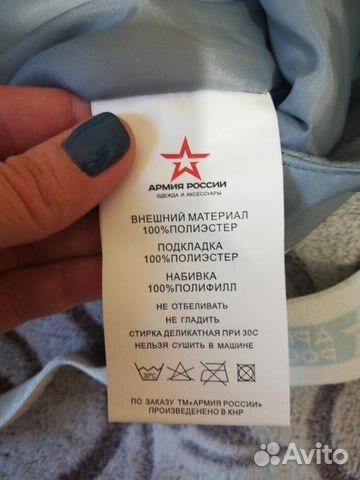 АРМИЯ РОССИИ
ОДЕЖДА И АКСЕССУАРЫ
ВНЕШНИЙ МАТЕРИАЛ
100%ПОЛИЭСТЕР
ПОДКЛАДКА
100%ПОЛИЭСТЕР
НАБИВКА
100%ПОЛИФИЛЛ
НЕ ОТБЕЛИВАТЬ
НЕ ГЛАДИТЬ
СТИРКА ДЕЛИКАТНАЯ ПРИ 30С
НЕЛЬЗЯ СУШИТЬ В МАШИНЕ
30°C
ПО ЗАКАЗУ ТМ«АРМИЯ РОССИИ»
ПРОИЗВЕДЕНО В КНР
Avito